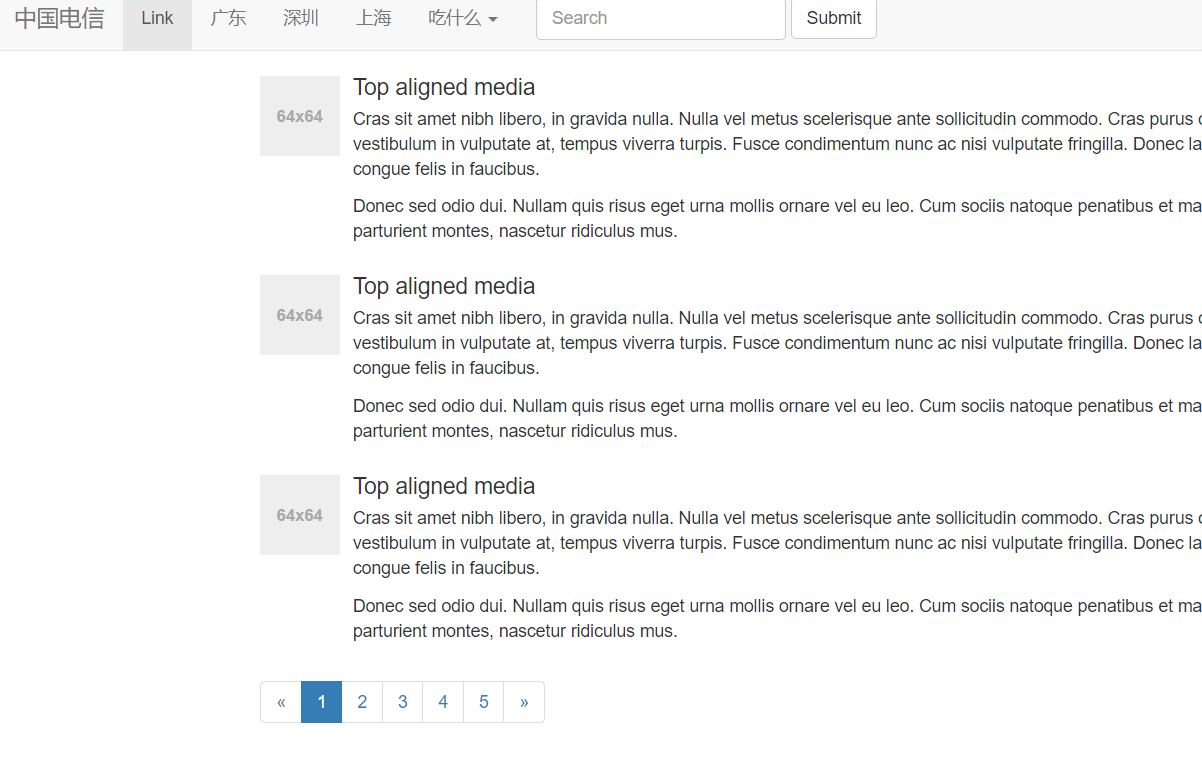 中国电信 Link 广东 深圳 上海 吃什么 Search Submit
64x64
Top aligned media
Cras sit amet nibh libero, in gravida nulla. Nulla vel metus scelerisque ante sollicitudin commodo. Cras purus
vestibulum in vulputate at, tempus viverra turpis. Fusce condimentum nunc ac nisi vulputate fringilla. Donec la
congue felis in faucibus.
Donec sed odio dui. Nullam quis risus eget urna mollis ornare vel eu leo. Cum sociis natoque penatibus et ma
parturient montes, nascetur ridiculus mus.
64x64
Top aligned media
Cras sit amet nibh libero, in gravida nulla. Nulla vel metus scelerisque ante sollicitudin commodo. Cras purus
vestibulum in vulputate at, tempus viverra turpis. Fusce condimentum nunc ac nisi vulputate fringilla. Donec la
congue felis in faucibus.
Donec sed odio dui. Nullam quis risus eget urna mollis ornare vel eu leo. Cum sociis natoque penatibus et ma
parturient montes, nascetur ridiculus mus.
64x64
Top aligned media
Cras sit amet nibh libero, in gravida nulla. Nulla vel metus scelerisque ante sollicitudin commodo. Cras purus
vestibulum in vulputate at, tempus viverra turpis. Fusce condimentum nunc ac nisi vulputate fringilla. Donec la
congue felis in faucibus.
Donec sed odio dui. Nullam quis risus eget urna mollis ornare vel eu leo. Cum sociis natoque penatibus et ma
parturient montes, nascetur ridiculus mus.
« 1 2 3 4 5 »